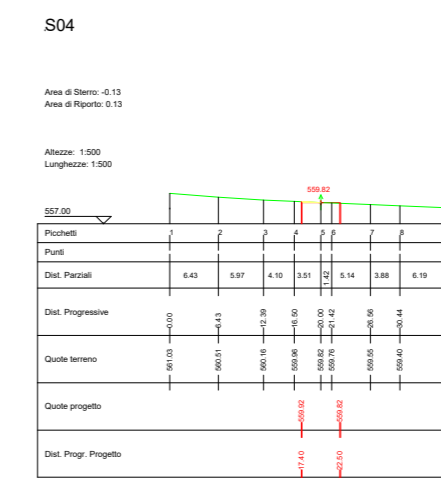 S04
Area di Sterro: -0.13
Area di Riporto: 0.13
Altezze: 1:500
Lunghezze: 1:500
559.82
557.00
Picchetti 1 2 3 4 5 6 7 8
Punti
Dist. Parziali 6.43 5.97 4.10 3.51 1.42 5.14 3.88 6.19
Dist. Progressive 0.00 6.43 12.39 16.50 20.00 21.42 26.56 30.44
Quote terreno 561.03 560.51 560.16 559.96 559.82 559.76 559.55 559.40
Quote progetto 559.92 559.82
Dist. Progr. Progetto 17.40 22.50